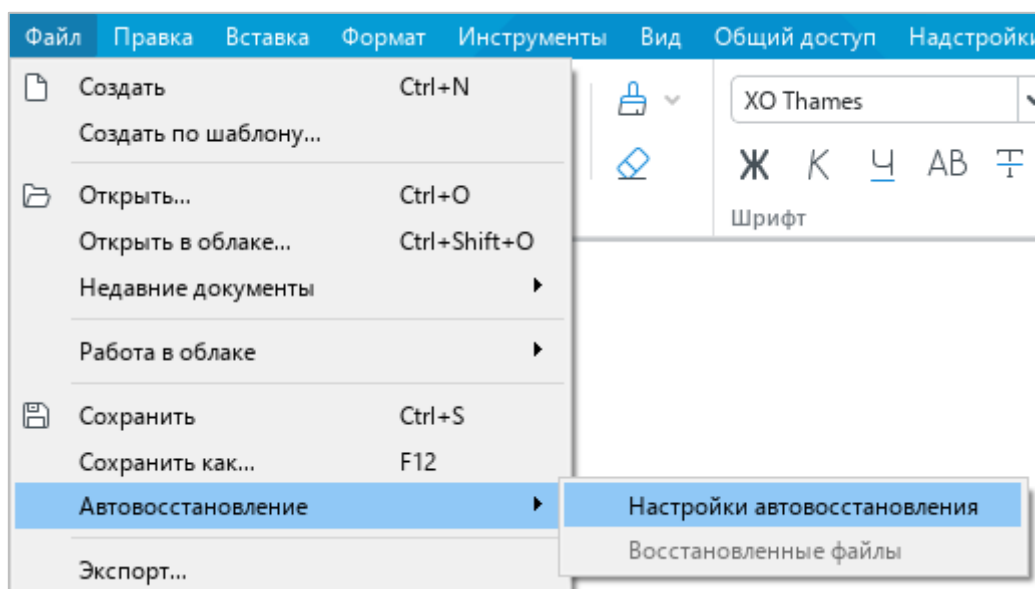 Файл Правка Вставка Формат Инструменты Вид Общий доступ Надстройки
Создать Ctrl+N
Создать по шаблону...
Открыть... Ctrl+O
Открыть в облаке... Ctrl+Shift+O
Недавние документы
Работа в облаке
Сохранить Ctrl+S
Сохранить как... F12
Автовосстановление
Экспорт...
XO Thames
Ж К Ч АВ Т
Шрифт
Настройки автовосстановления
Восстановленные файлы